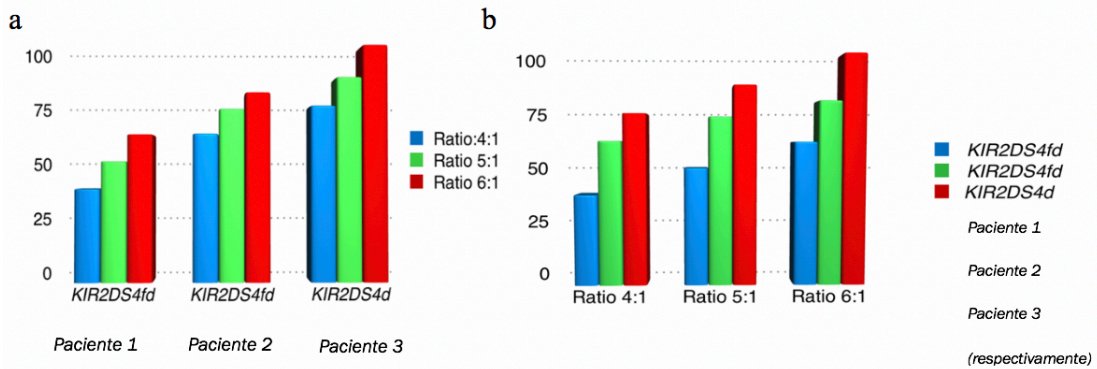 a
100
75
50
25
0
KIR2DS4fd KIR2DS4fd KIR2DS4d
Paciente 1 Paciente 2 Paciente 3
Ratio:4:1
Ratio 5:1
Ratio 6:1
b
100
75
50
25
0
Ratio 4:1 Ratio 5:1 Ratio 6:1
KIR2DS4fd
KIR2DS4fd
KIR2DS4d
Paciente 1
Paciente 2
Paciente 3
(respectivamente)